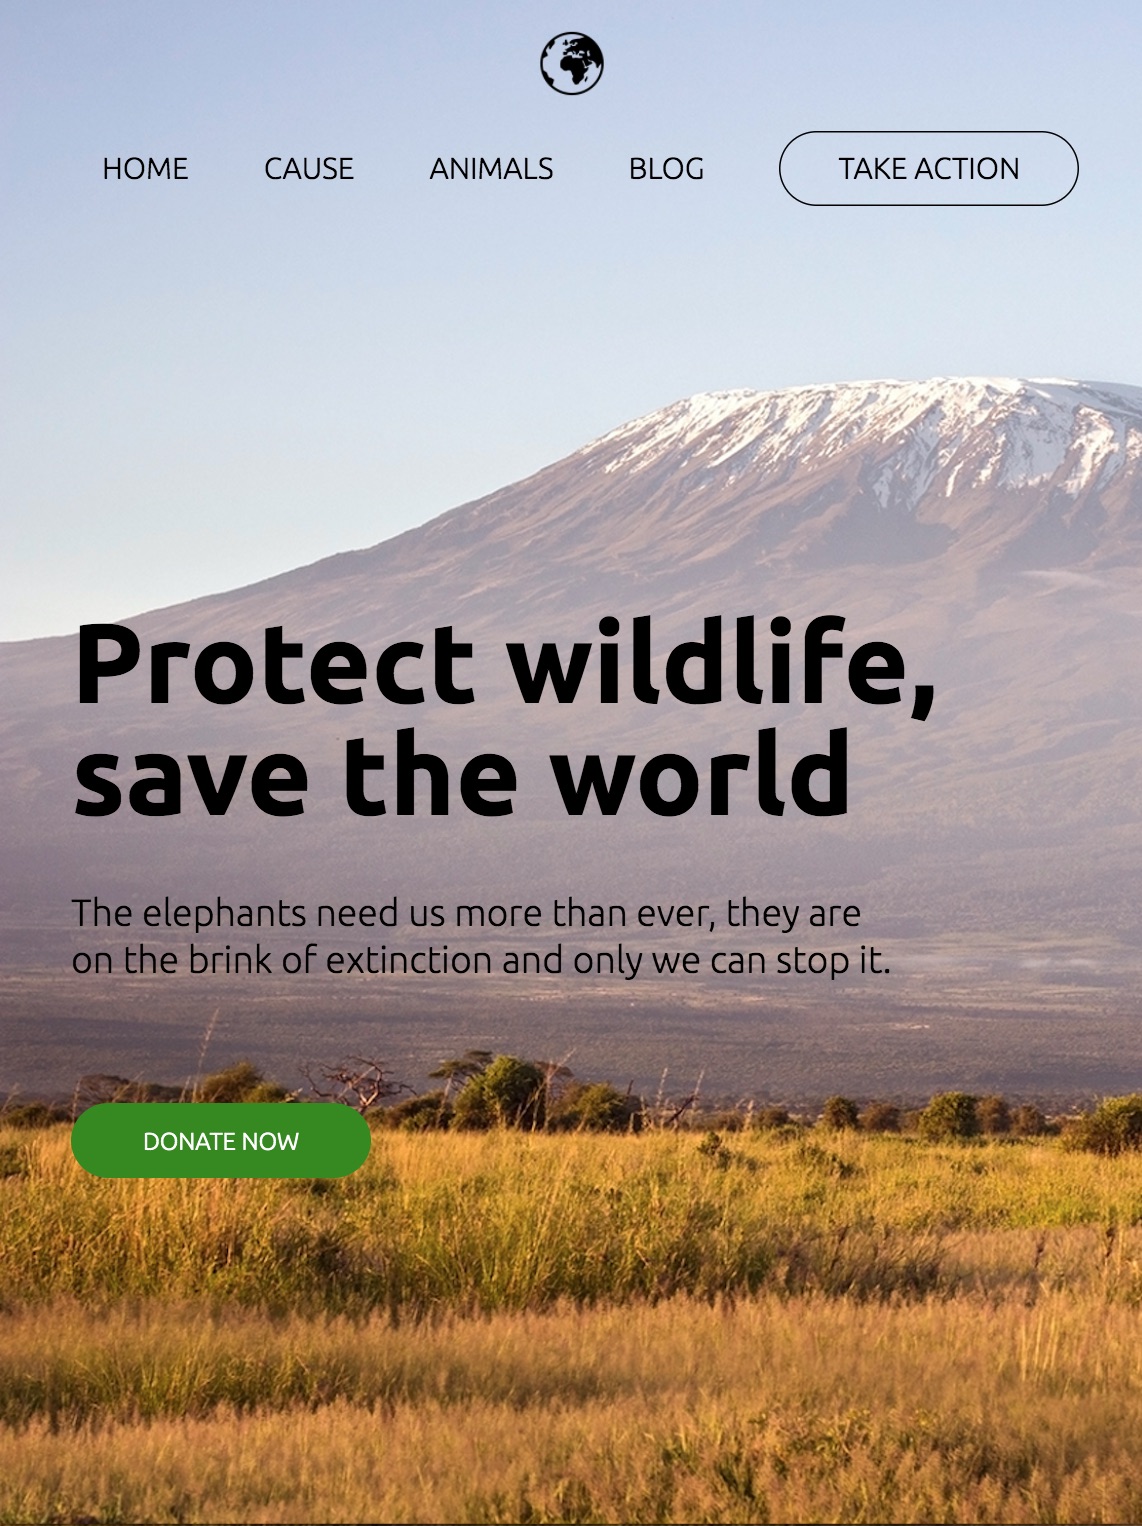 HOME CAUSE ANIMALS BLOG TAKE ACTION
Protect wildlife,
save the world
The elephants need us more than ever, they are
on the brink of extinction and only we can stop it.
DONATE NOW